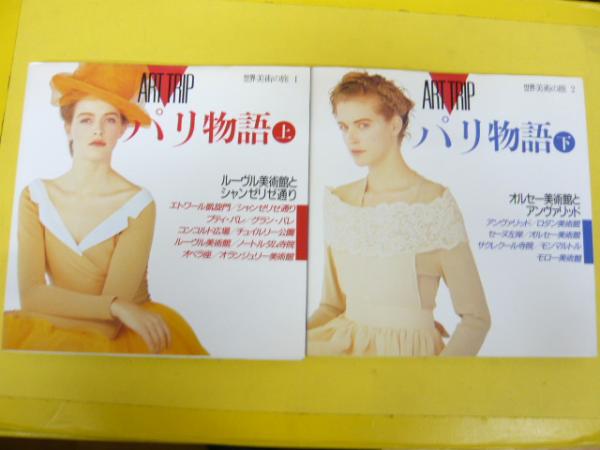 ART TRIP
世界・美術の旅 1
パリ物語 上
ルーヴル美術館と
シャンゼリゼ通り
エトワール凱旋門/シャンゼリゼ通り
プティ・パレ/グラン・パレ
コンコルド広場/チュイルリー公園
ルーヴル美術館/ノートルダム寺院
オペラ座/オランジュリー美術館
ART TRIP
世界・美術の旅 2
パリ物語 下
オルセー美術館と
アンヴァリッド
アンヴァリッド/ロダン美術館
セーヌ左岸/オルセー美術館
サクレ・クール寺院/モンマルトル
モロー美術館